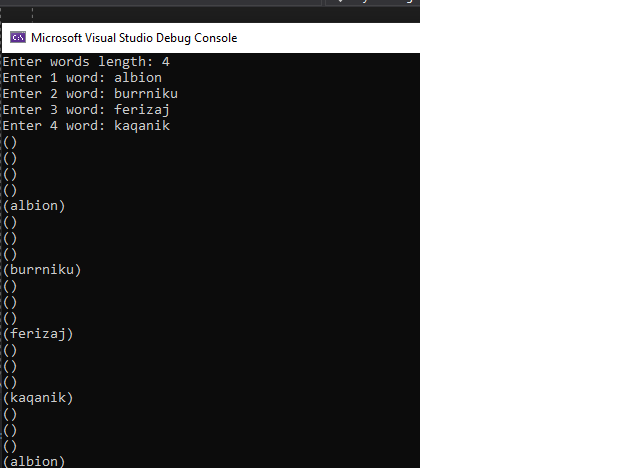 Microsoft Visual Studio Debug Console
Enter words length: 4
Enter 1 word: albion
Enter 2 word: burrniku
Enter 3 word: ferizaj
Enter 4 word: kaqanik
()
()
()
()
(albion)
()
()
()
(burrniku)
()
()
()
(ferizaj)
()
()
()
(kaqanik)
()
()
()
(albion)